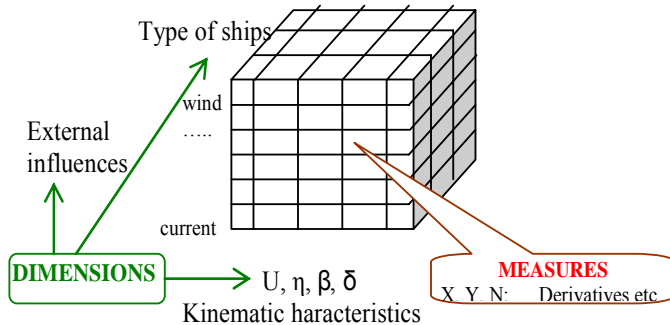 Type of ships
wind
.....
External
influences
current
DIMENSIONS
U, η, β, δ
Kinematic haracteristics
MEASURES
X, Y, N: Derivatives etc